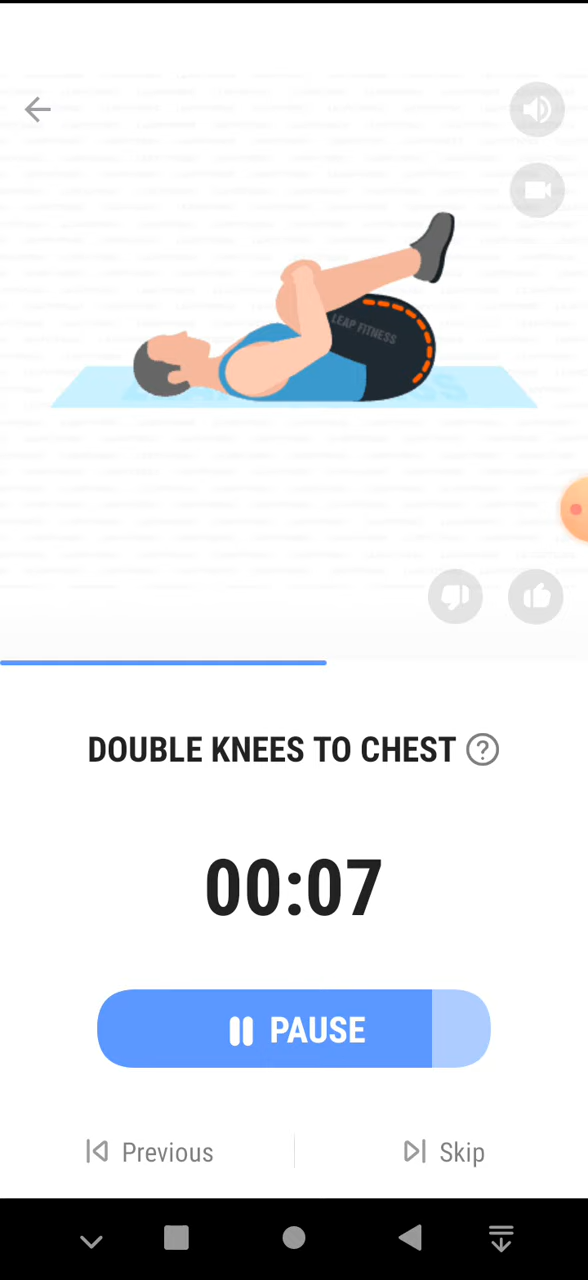 LEAP FITNESS
DOUBLE KNEES TO CHEST ?
00:07
PAUSE
Previous
Skip